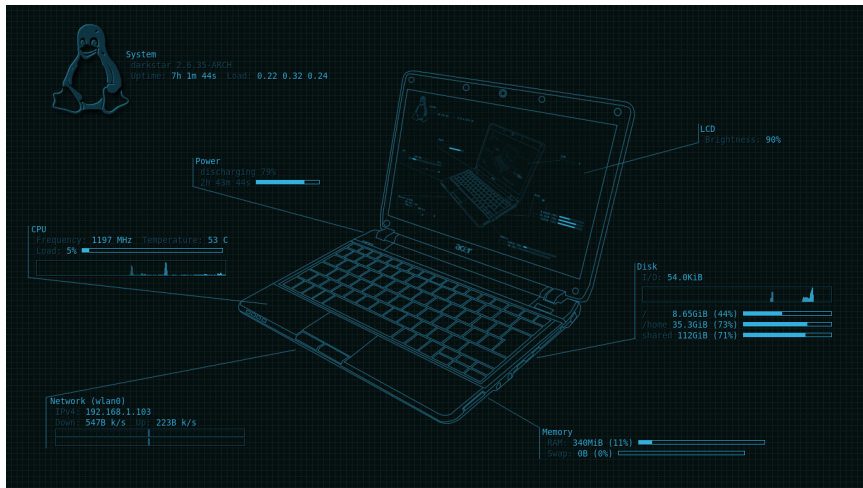 System
darkstar 2.6.35-ARCH
Uptime: 7h 1m 44s Load: 0.22 0.32 0.24
LCD
Brightness: 90%
Power
discharging 79%
2h 43m 44s
CPU
Frequency: 1197 MHz Temperature: 53 C
Load: 5%
acer
Disk
I/O: 54.0KiB
/ 8.65GiB (44%)
/home 35.3GiB (73%)
shared 112GiB (71%)
Network (wlan0)
IPv4: 192.168.1.103
Down: 547B k/s Up: 223B k/s
Memory
RAM: 340MiB (11%)
Swap: 0B (0%)